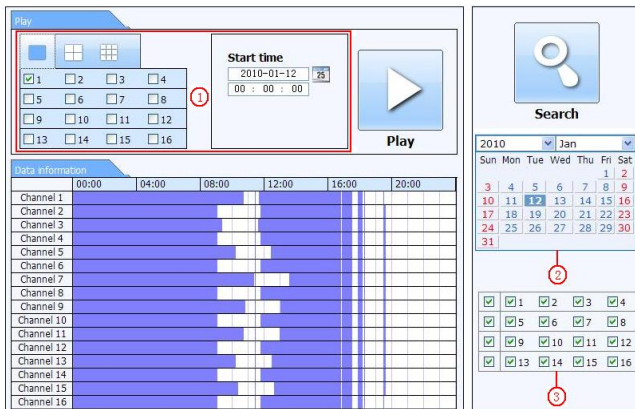 Play
Start time
2010-01-12 25
00 : 00 : 00
1 2 3 4
5 6 7 8
9 10 11 12
13 14 15 16
1
Play
Data information
00:00 04:00 08:00 12:00 16:00 20:00
Channel 1
Channel 2
Channel 3
Channel 4
Channel 5
Channel 6
Channel 7
Channel 8
Channel 9
Channel 10
Channel 11
Channel 12
Channel 13
Channel 14
Channel 15
Channel 16
Search
2010 Jan
Sun Mon Tue Wed Thu Fri Sat
1 2
3 4 5 6 7 8 9
10 11 12 13 14 15 16
17 18 19 20 21 22 23
24 25 26 27 28 29 30
31
2
1 2 3 4
5 6 7 8
9 10 11 12
13 14 15 16
3